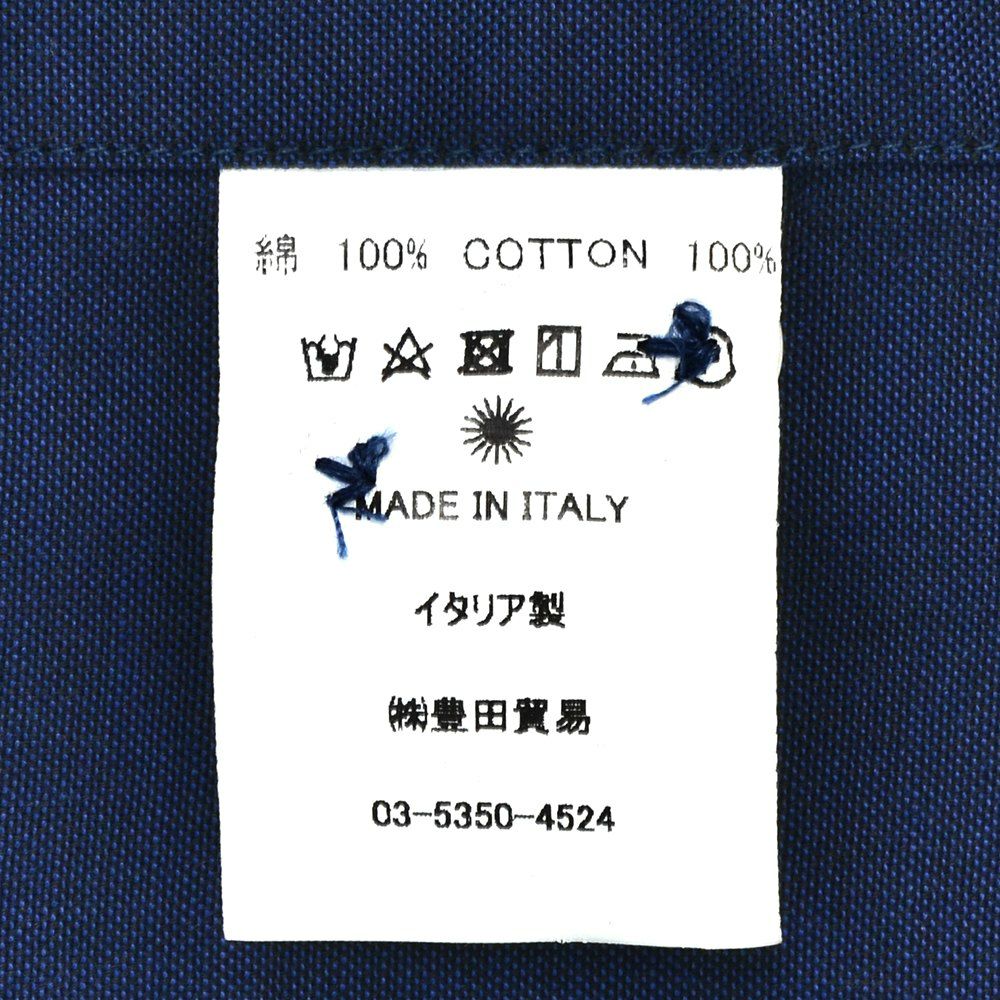 綿 100% COTTON 100%
MADE IN ITALY
イタリア製
㈱豊田貿易
03-5350-4524